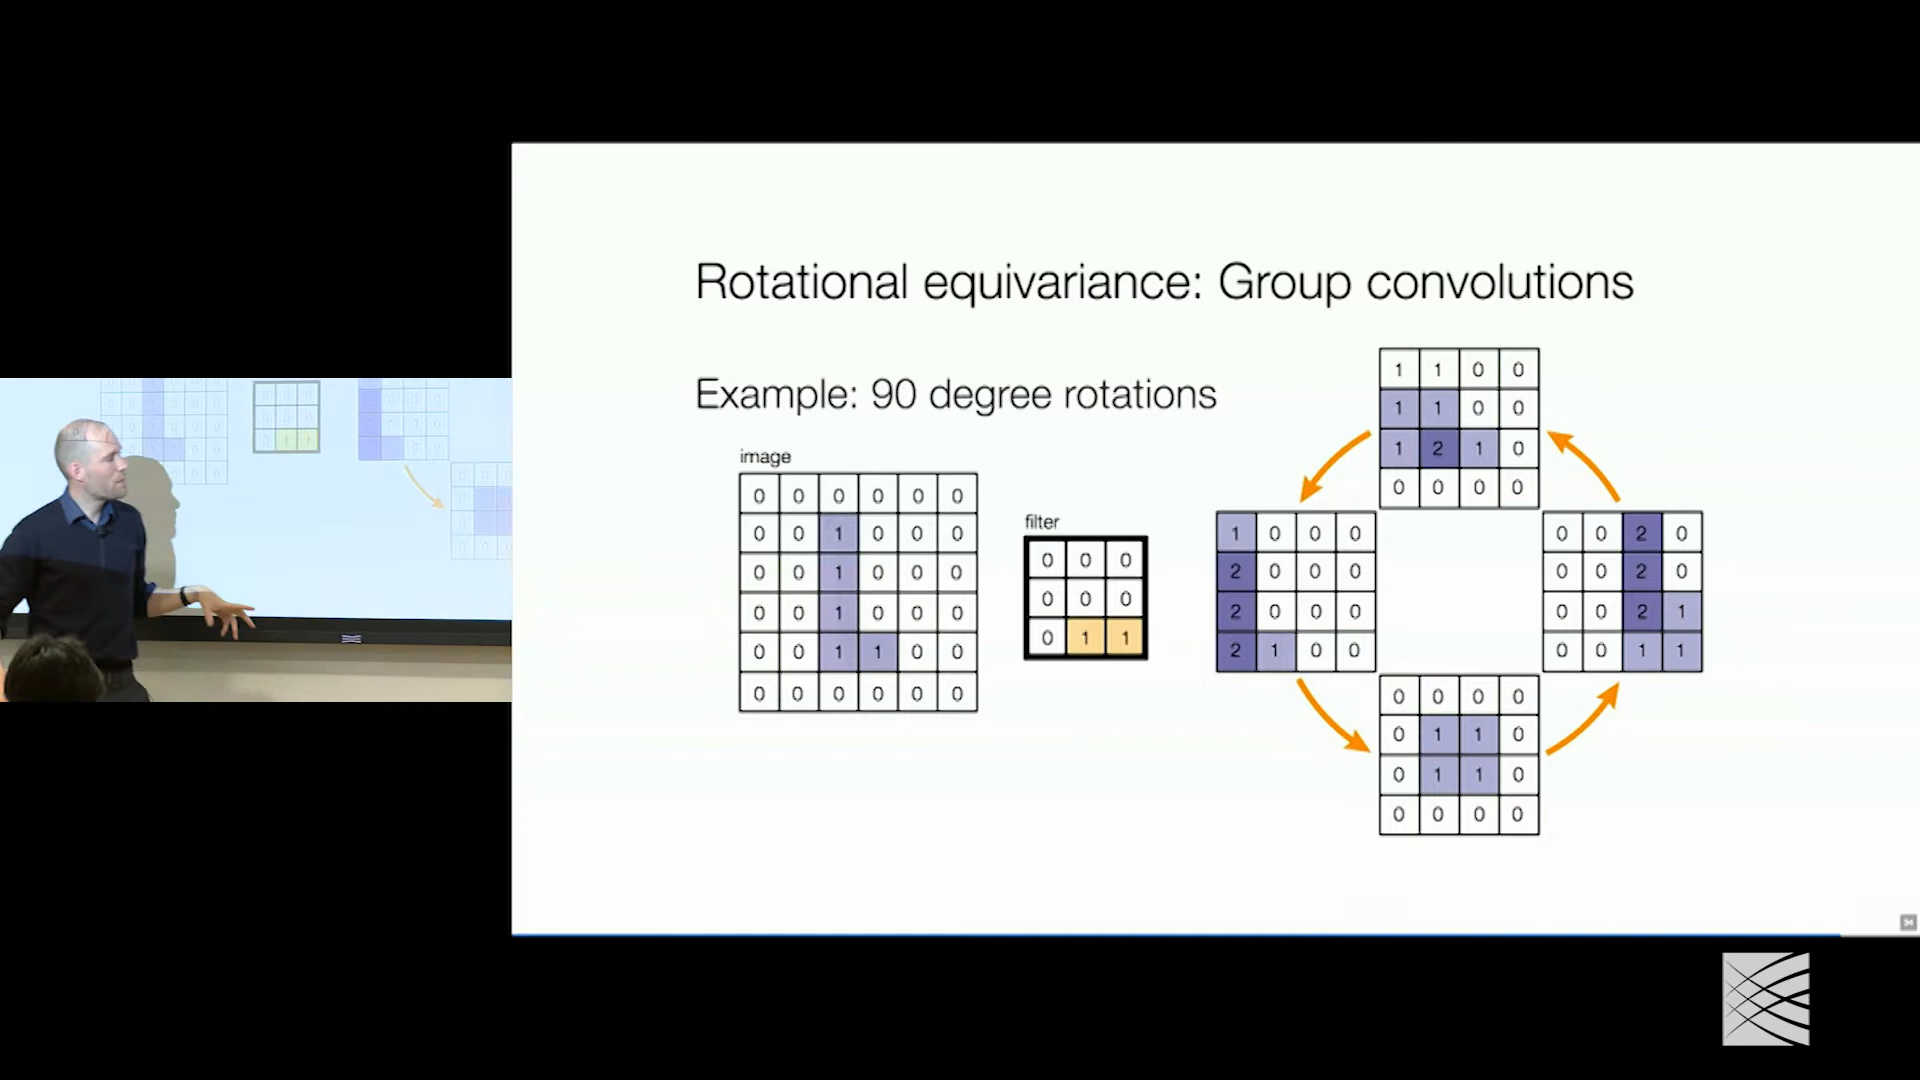 Rotational equivariance: Group convolutions
Example: 90 degree rotations
image
0 0 0 0 0 0
0 0 1 0 0 0
0 0 1 0 0 0
0 0 1 0 0 0
0 0 1 1 0 0
0 0 0 0 0 0
filter
0 0 0
0 0 0
0 1 1
1 1 0 0
1 1 0 0
1 2 1 0
0 0 0 0
1 0 0 0
2 0 0 0
2 0 0 0
2 1 0 0
0 0 2 0
0 0 2 0
0 0 2 1
0 0 1 1
0 0 0 0
0 1 1 0
0 1 1 0
0 0 0 0
34